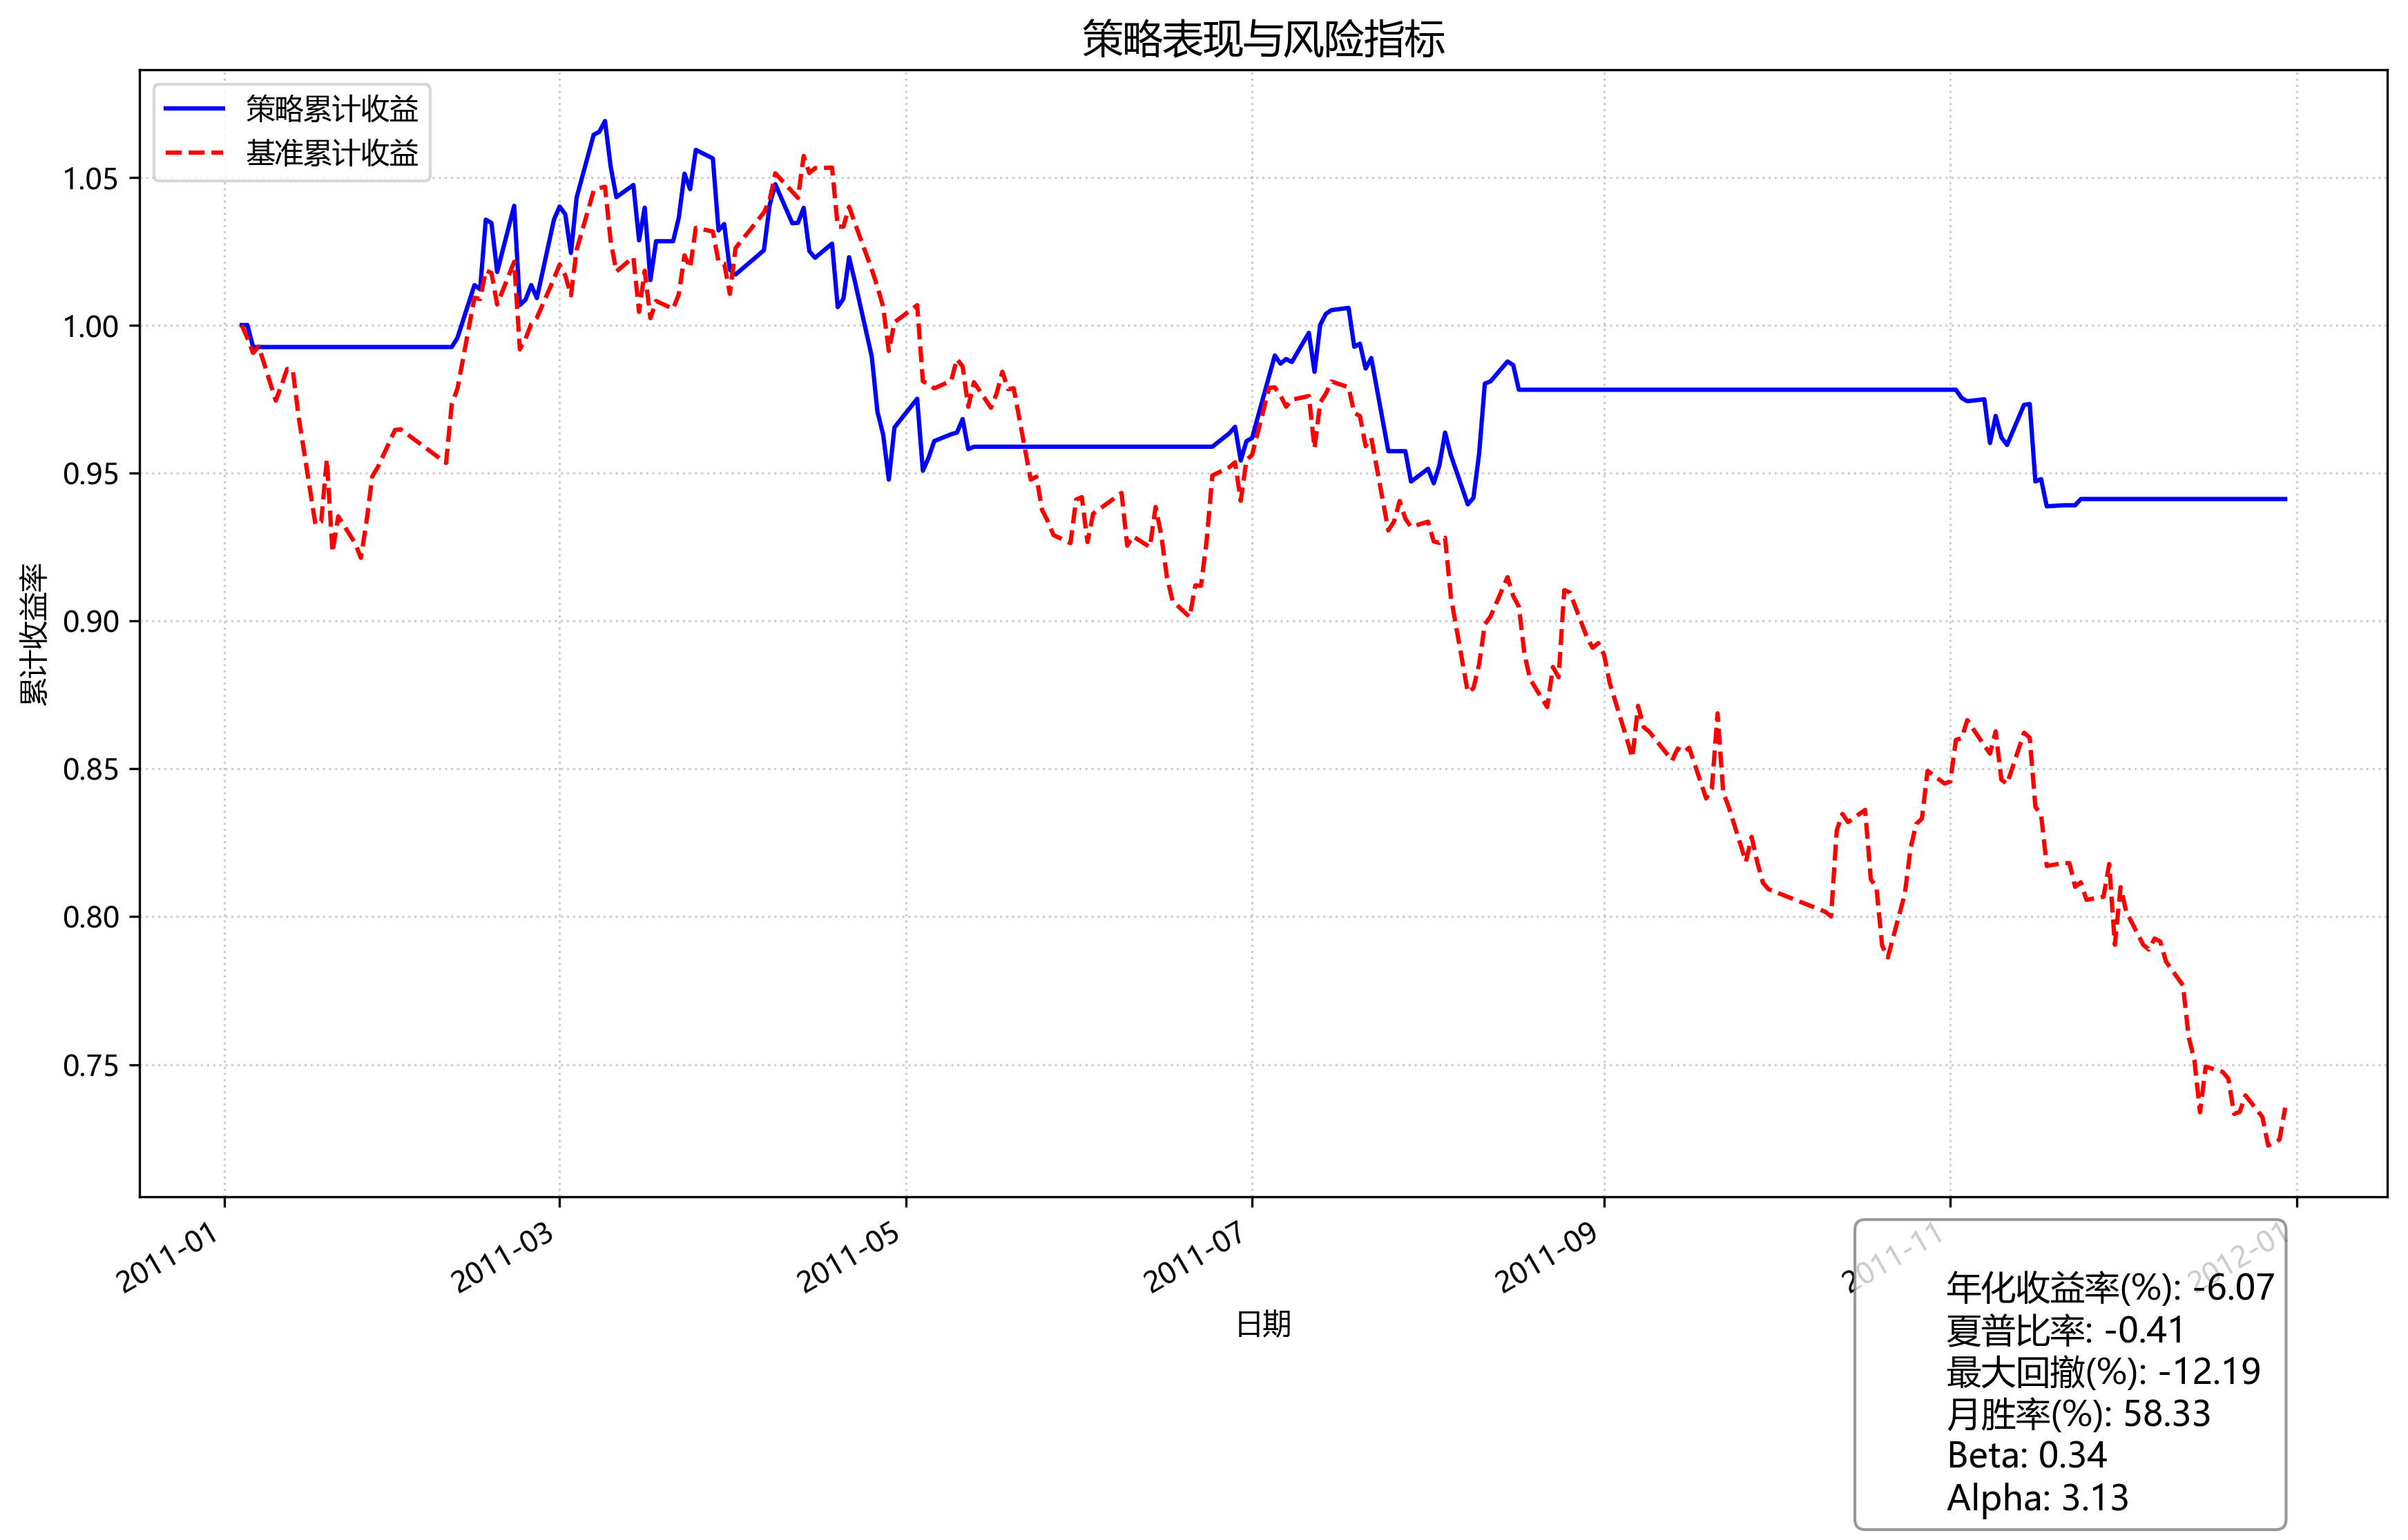 策略表现与风险指标
策略累计收益
基准累计收益
累计收益率
1.05
1.00
0.95
0.90
0.85
0.80
0.75
2011-01
2011-03
2011-05
2011-07
2011-09
2011-11
2012-01
日期
年化收益率(%): -6.07
夏普比率: -0.41
最大回撤(%): -12.19
月胜率(%): 58.33
Beta: 0.34
Alpha: 3.13